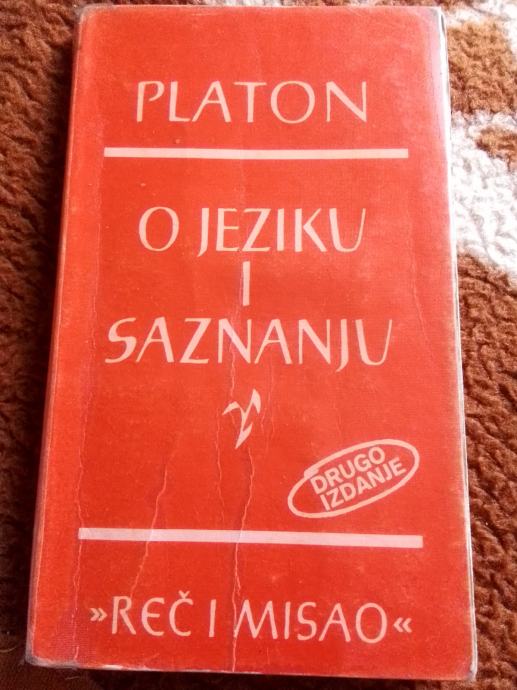 PLATON
O JEZIKU
I
SAZNANJU
DRUGO
IZDANJE
»REČ I MISAO«